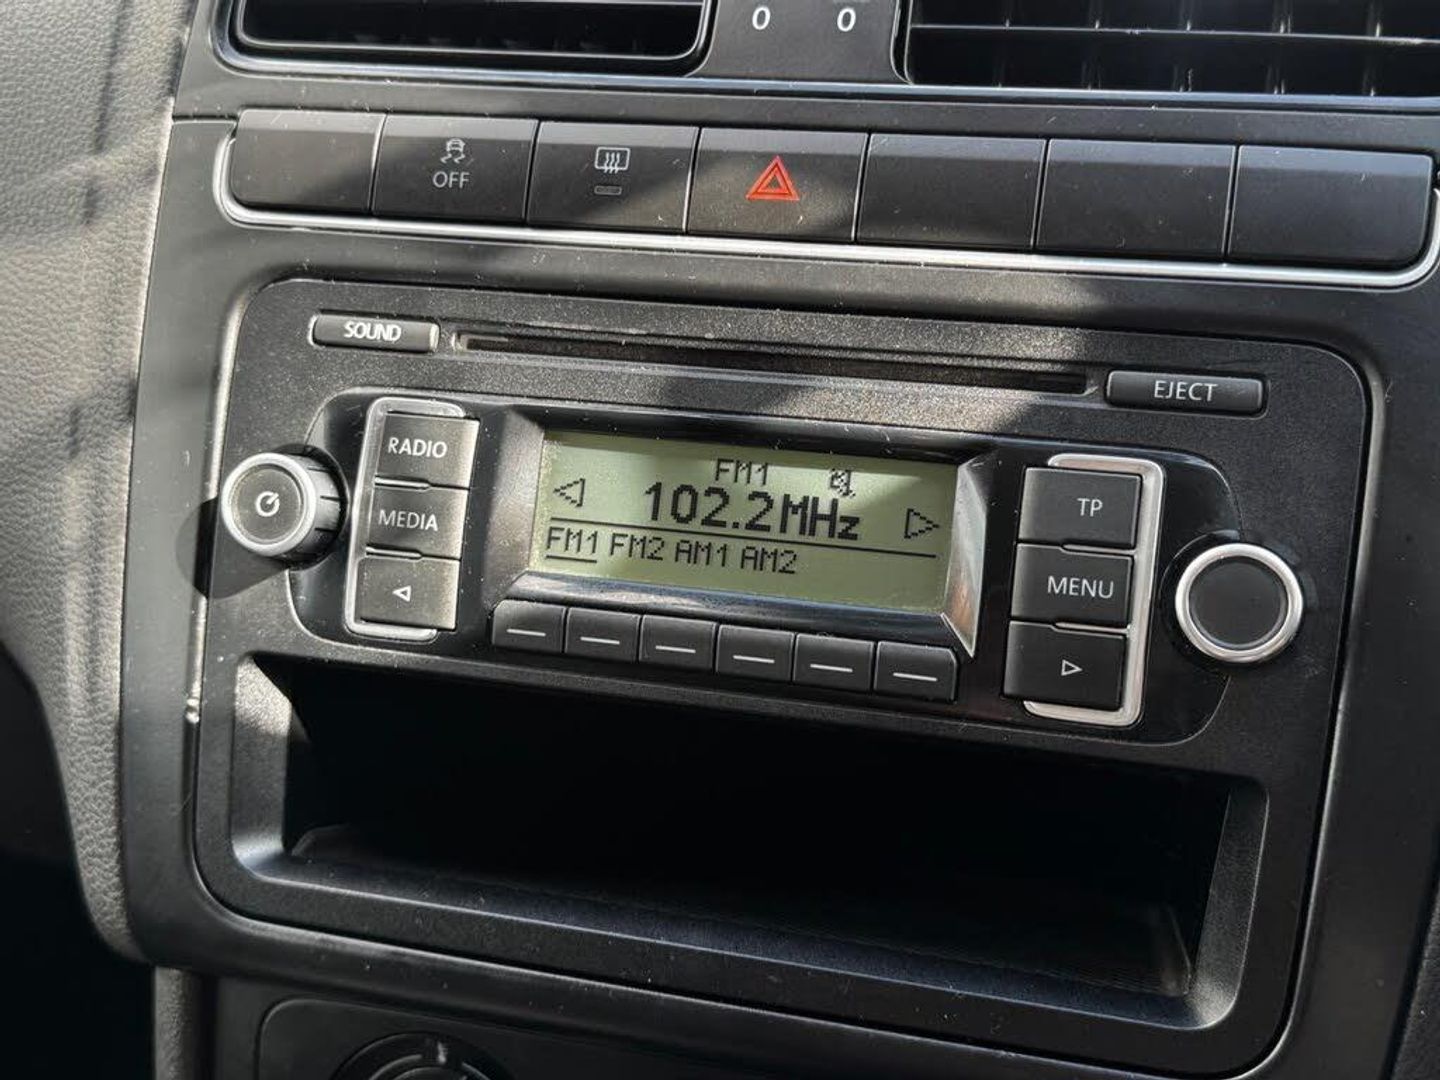 0 0
OFF
SOUND
EJECT
RADIO
MEDIA
FM1
102.2MHz
FM1 FM2 AM1 AM2
TP
MENU